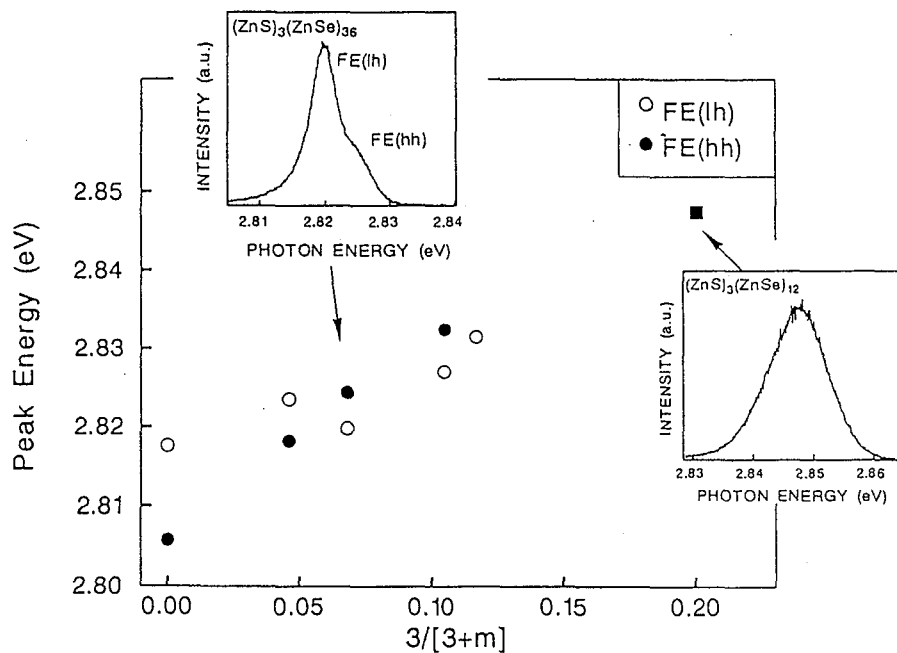 (ZnS)3(ZnSe)36
FE(lh)
FE(hh)
INTENSITY (a.u.)
2.81 2.82 2.83 2.84
PHOTON ENERGY (eV)
FE(lh)
FE(hh)
Peak Energy (eV)
2.85
2.84
2.83
2.82
2.81
2.80
(ZnS)3(ZnSe)12
INTENSITY (a.u.)
2.83 2.84 2.85 2.86
PHOTON ENERGY (eV)
0.00 0.05 0.10 0.15 0.20
3/[3+m]